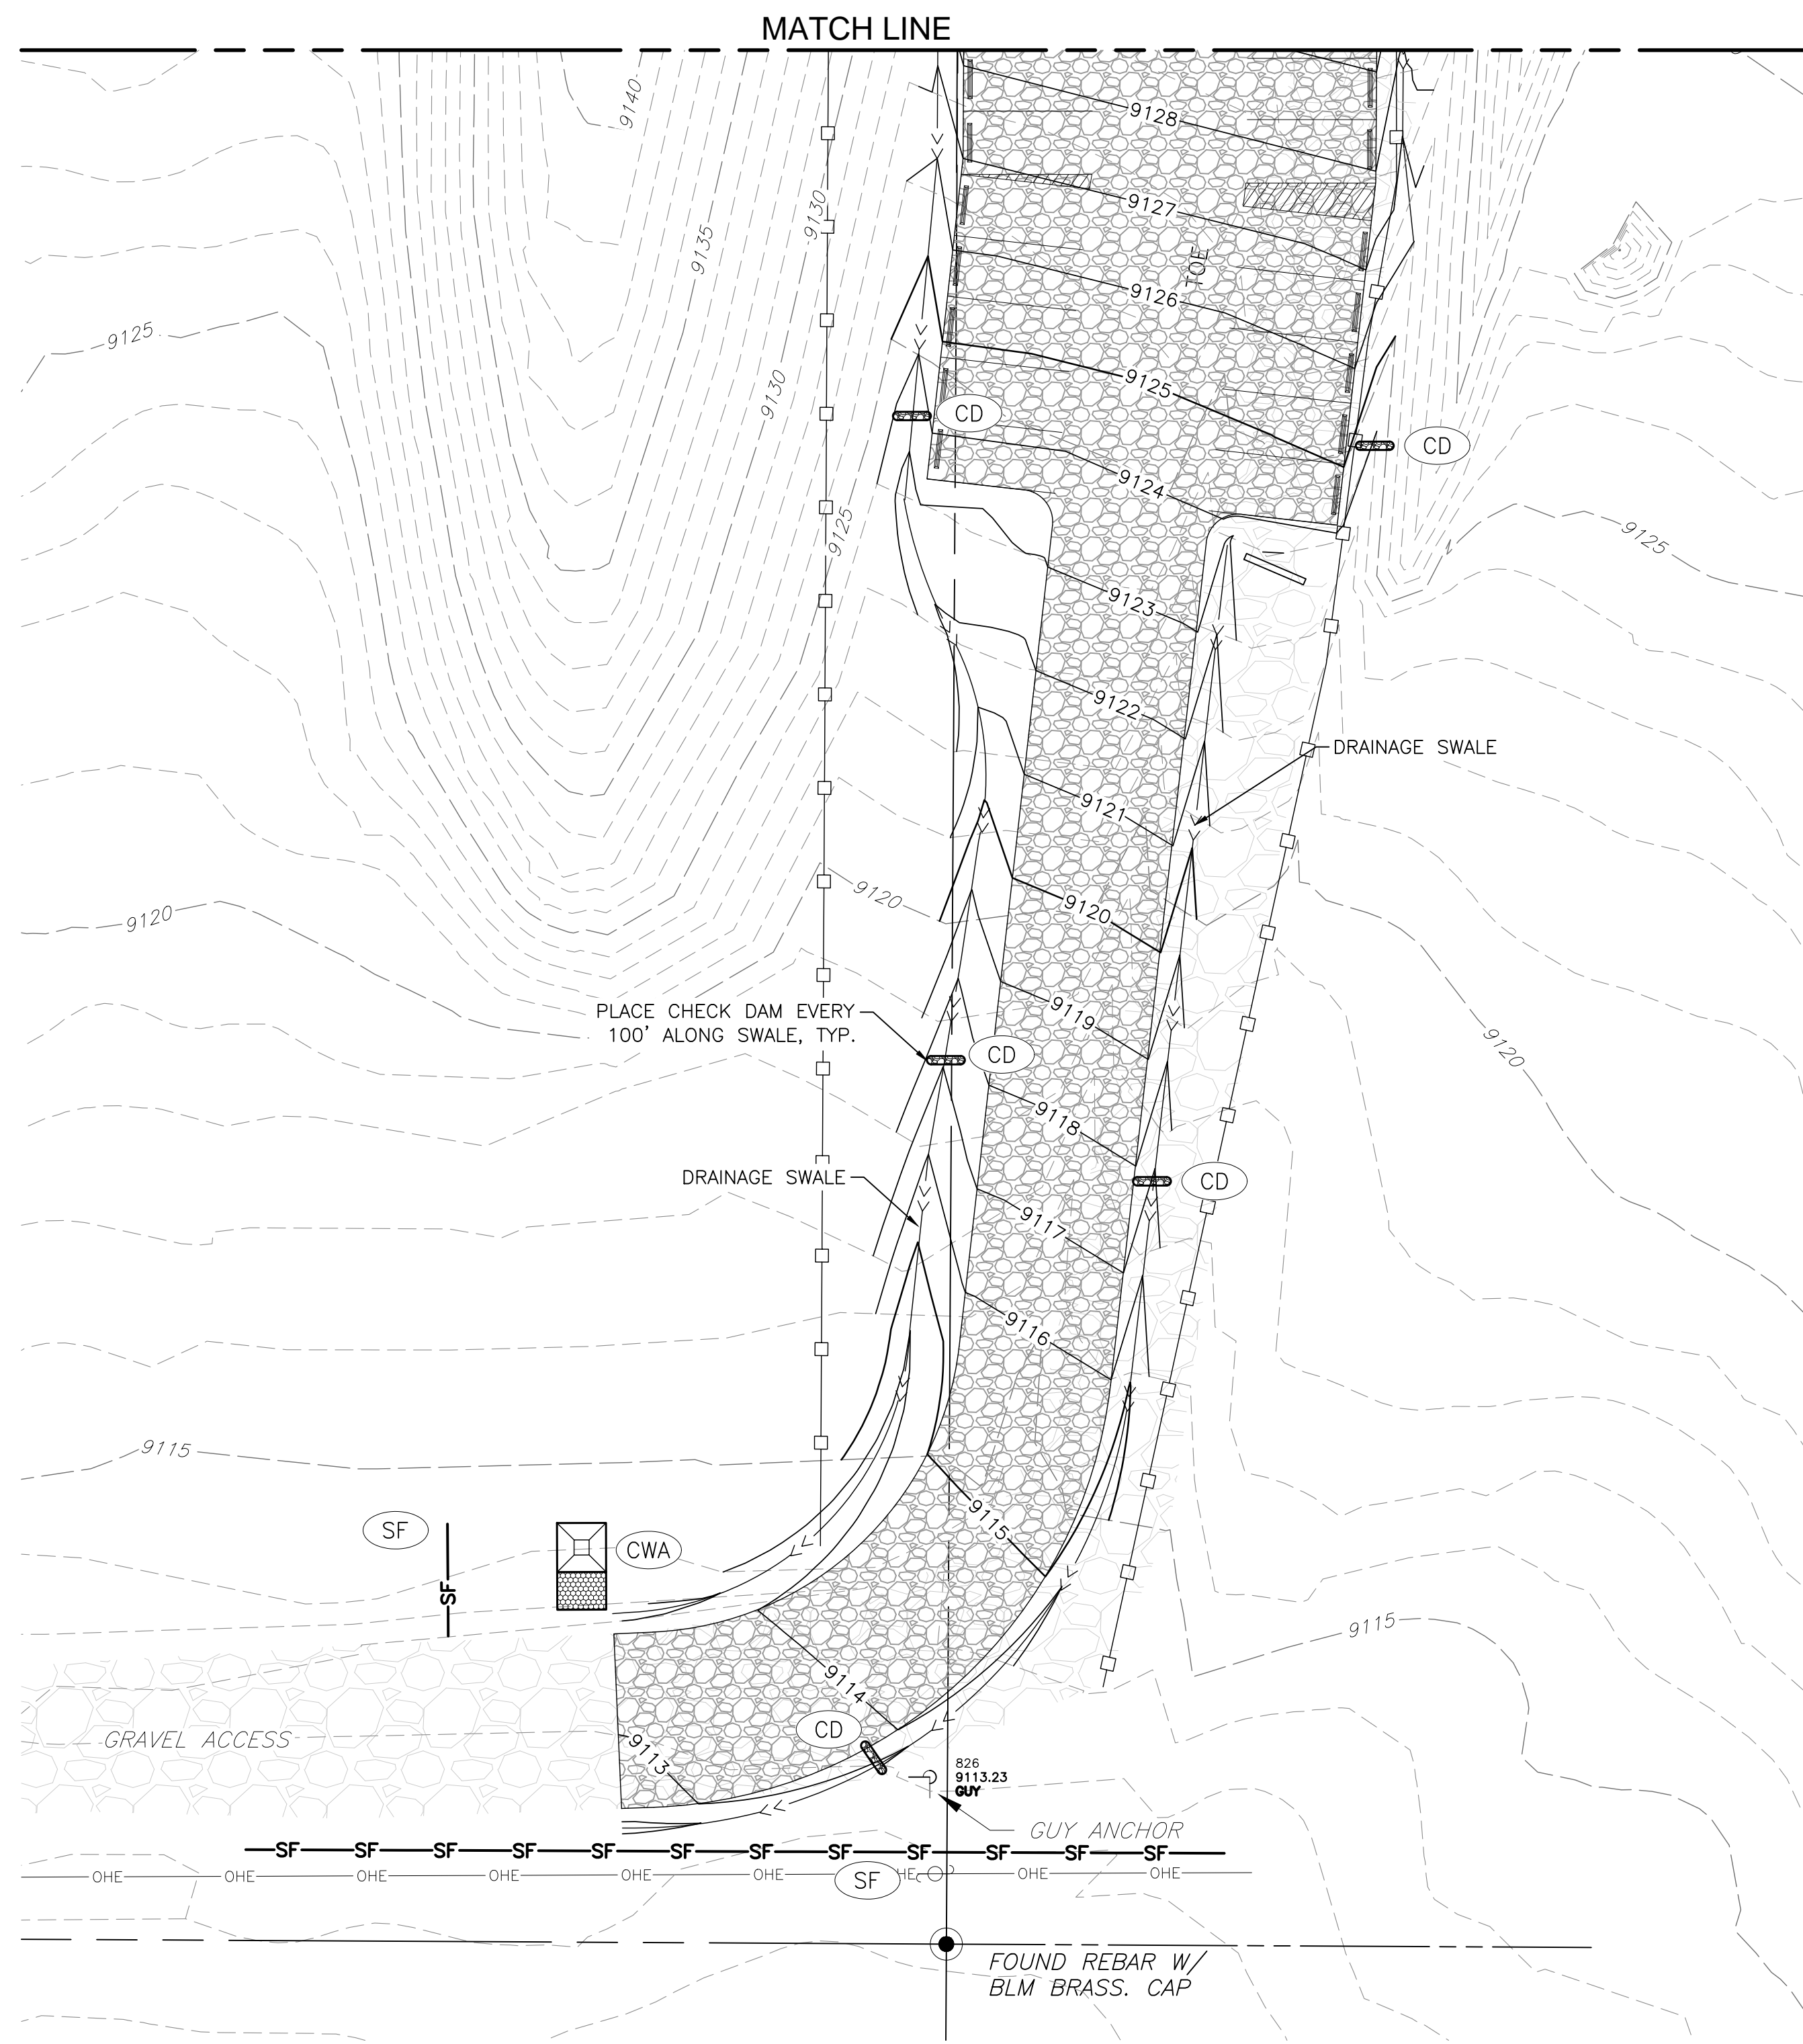 MATCH LINE
9140
9128
9135
9130
9127
TOE
9126
9125
9130
9125
CD
CD
9124
9125
9125
9123
9122
DRAINAGE SWALE
9121
9120
9120
9120
9119
PLACE CHECK DAM EVERY
100' ALONG SWALE, TYP.
CD
9120
9118
DRAINAGE SWALE
CD
9117
9116
9115
9115
SF
CWA
SF
9115
9114
GRAVEL ACCESS
CD
9113
826
9113.23
GUY
GUY ANCHOR
SF SF SF SF SF SF SF SF SF SF SF SF
OHE OHE OHE OHE OHE OHE SF HE OHE OHE
FOUND REBAR W/
BLM BRASS. CAP